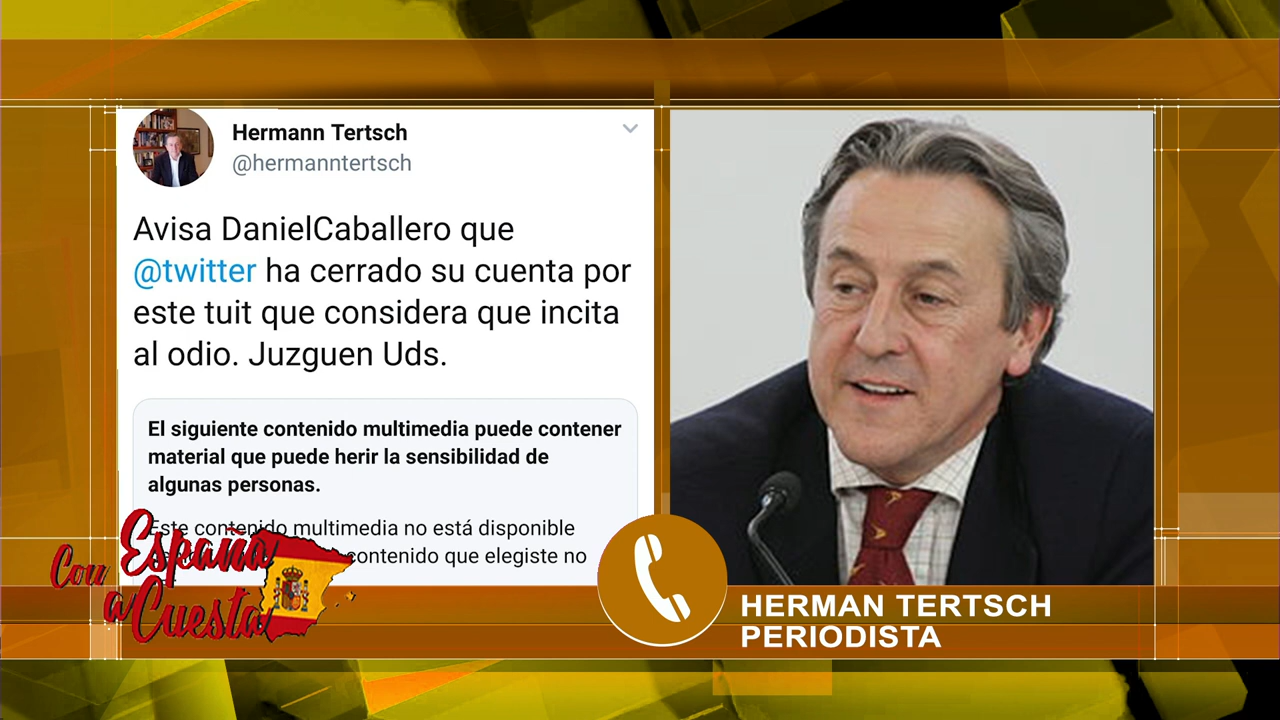 Hermann Tertsch
@hermanntertsch
Avisa DanielCaballero que
@twitter ha cerrado su cuenta por
este tuit que considera que incita
al odio. Juzguen Uds.
El siguiente contenido multimedia puede contener
material que puede herir la sensibilidad de
algunas personas.
Este contenido multimedia no está disponible
contenido que elegiste no
Con
España
a Cuesta
HERMAN TERTSCH
PERIODISTA